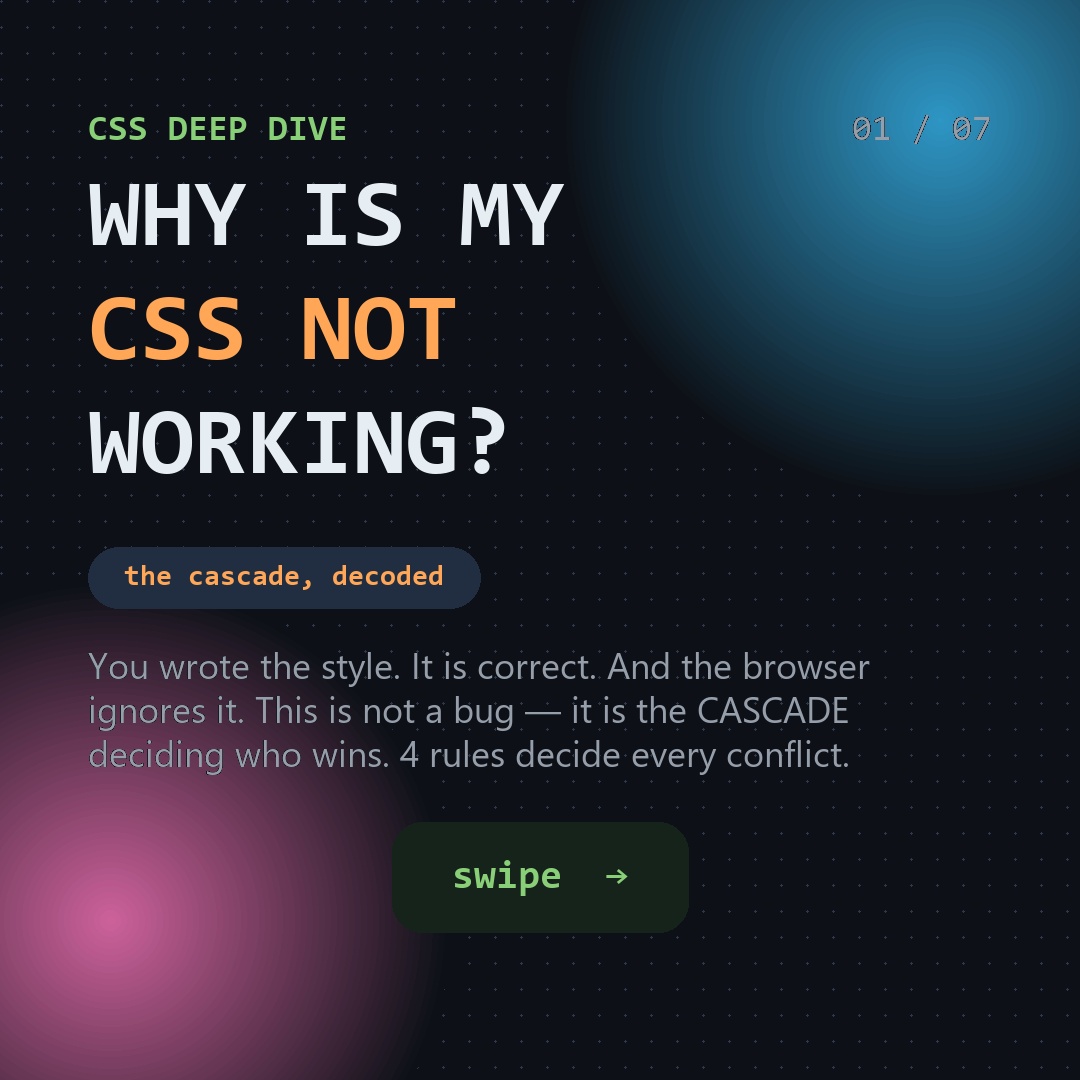 CSS DEEP DIVE
01 / 07
WHY IS MY
CSS NOT
WORKING?
the cascade, decoded
You wrote the style. It is correct. And the browser
ignores it. This is not a bug — it is the CASCADE
deciding who wins. 4 rules decide every conflict.
swipe →